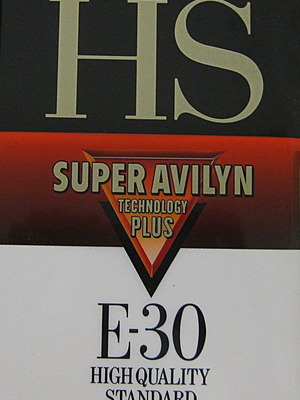 HS
SUPER AVILYN
TECHNOLOGY
PLUS
E-30
HIGH QUALITY
STANDARD